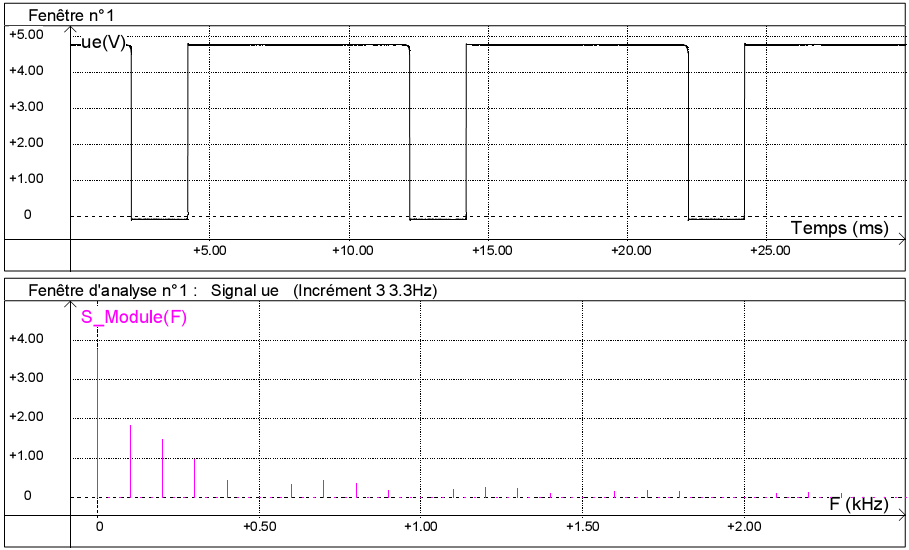 Fenêtre n°1
+5.00
ue(V)
+4.00
+3.00
+2.00
+1.00
0
Temps (ms)
+5.00 +10.00 +15.00 +20.00 +25.00
Fenêtre d'analyse n°1 : Signal ue (Incrément 3 3.3Hz)
S_Module(F)
+4.00
+3.00
+2.00
+1.00
0
F (kHz)
0 +0.50 +1.00 +1.50 +2.00